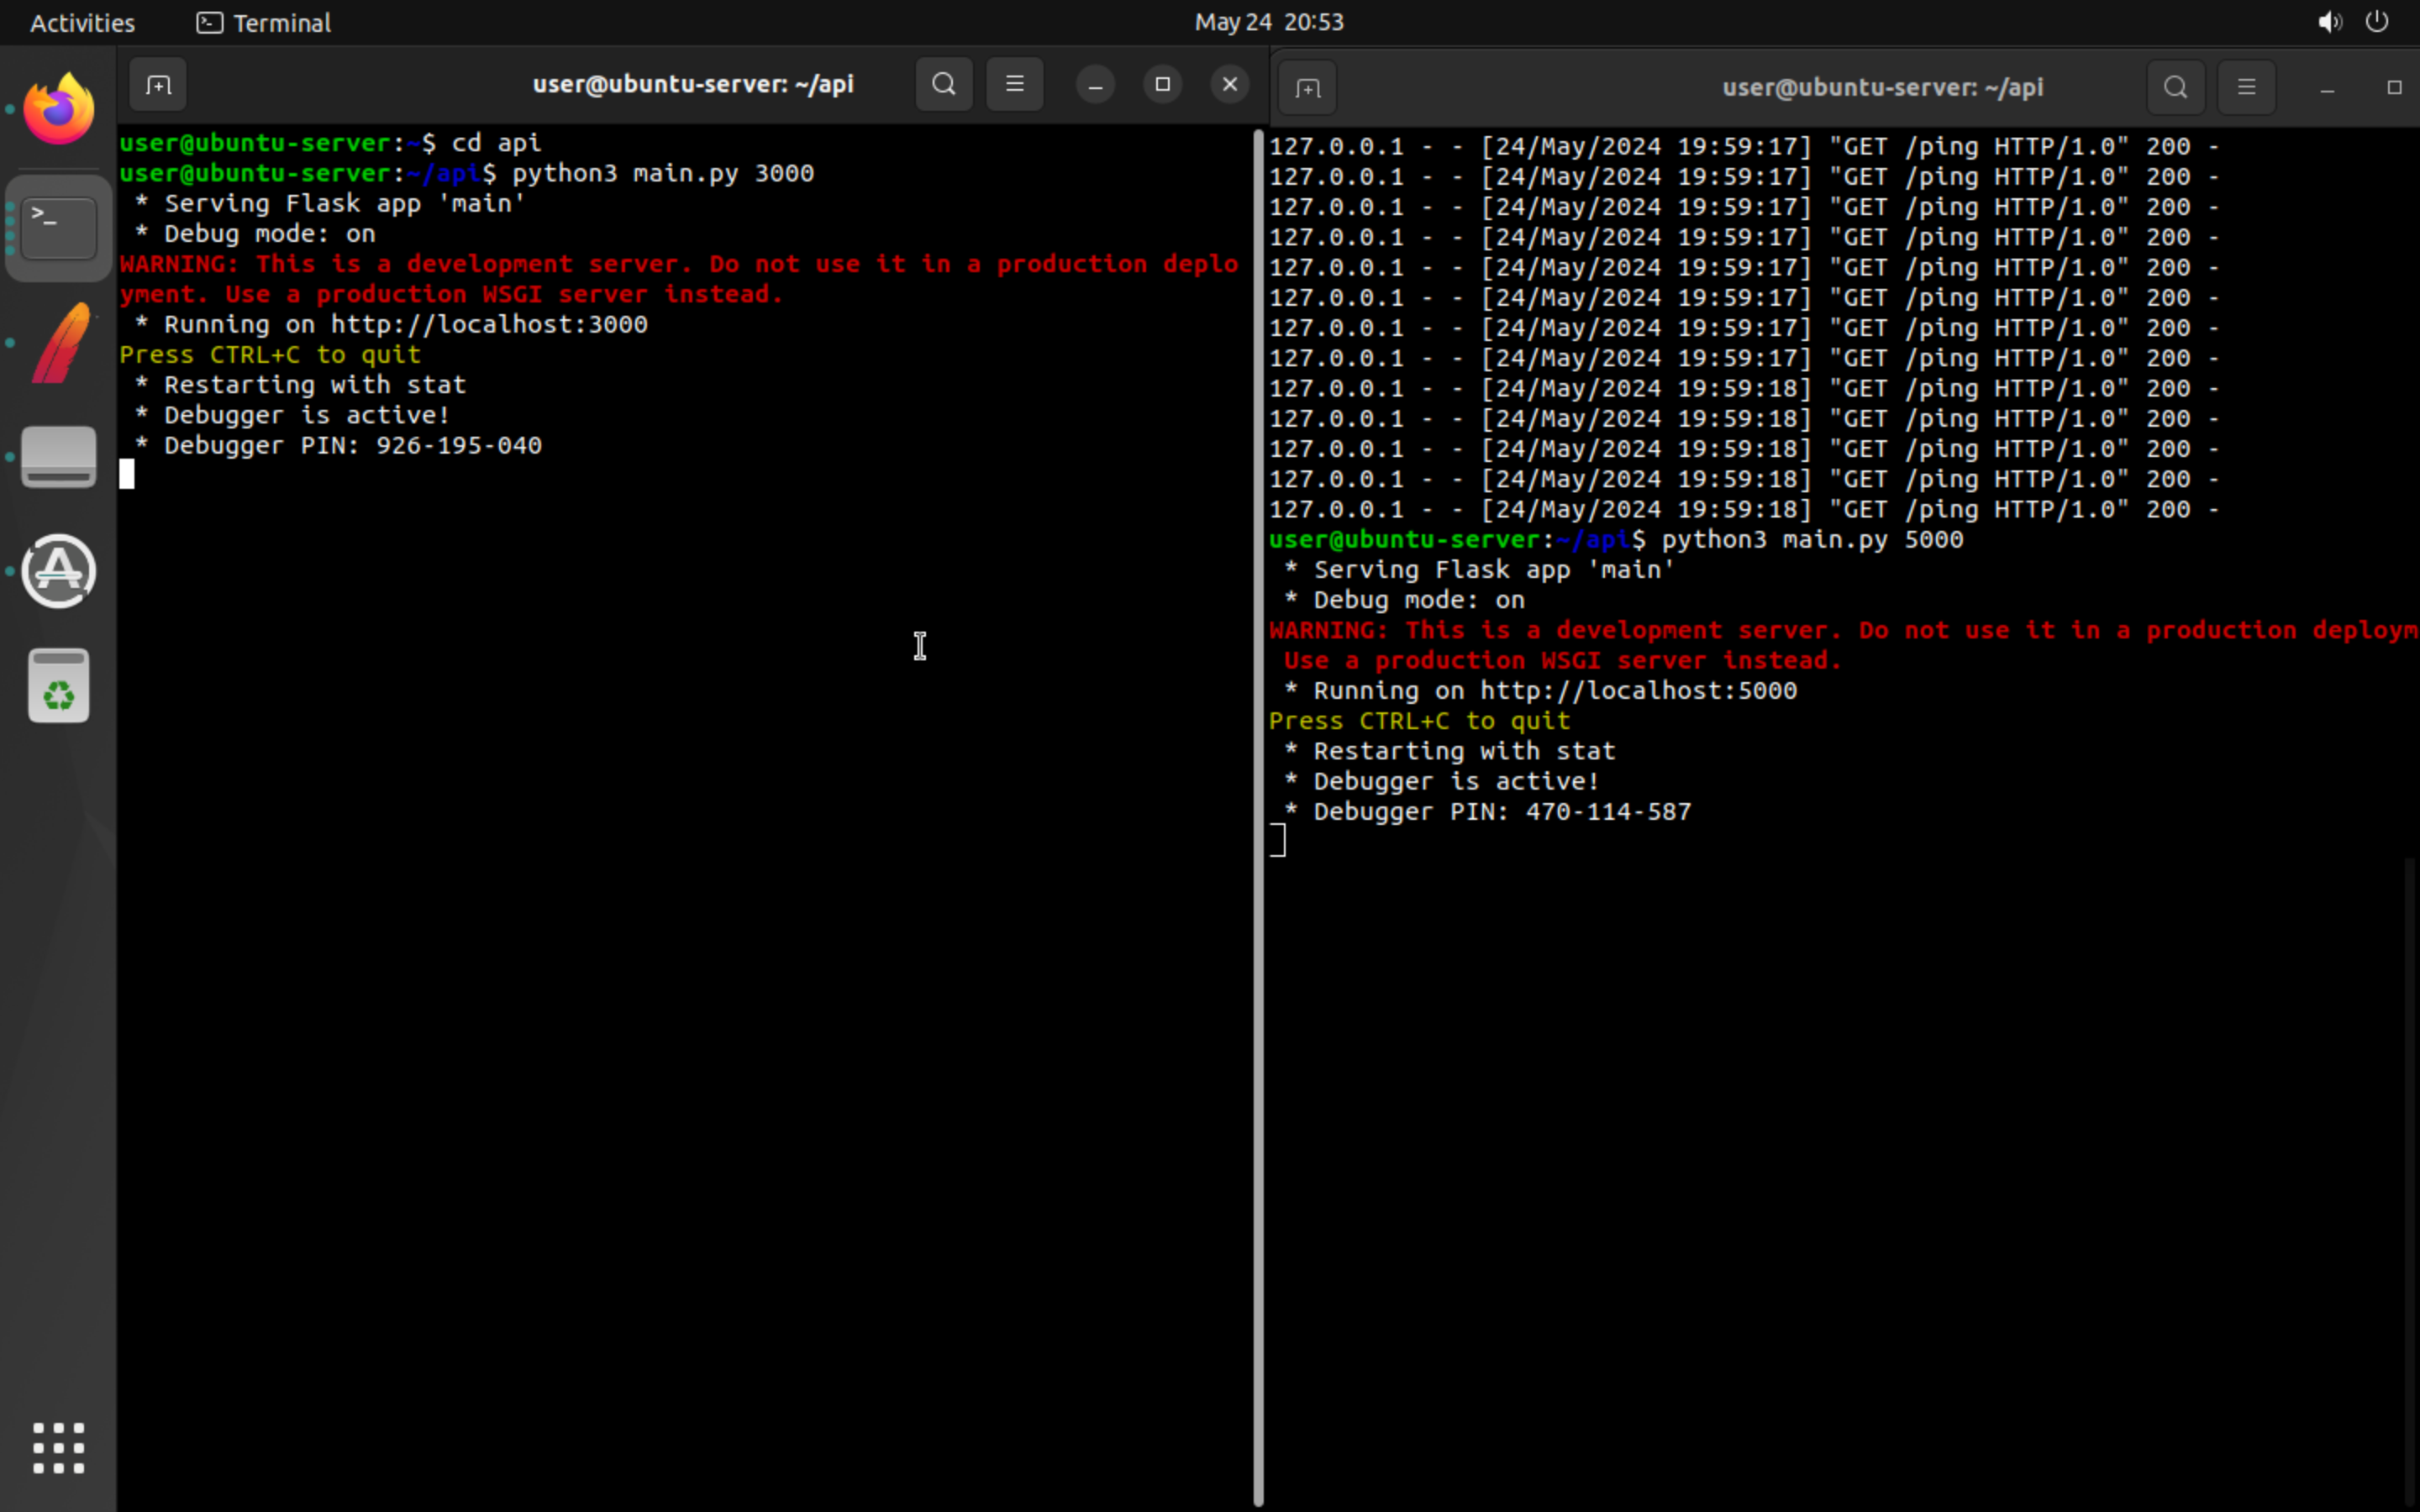 Activities
Terminal
May 24 20:53
user@ubuntu-server: ~/api
user@ubuntu-server:~$ cd api
user@ubuntu-server:~/api$ python3 main.py 3000
 * Serving Flask app 'main'
 * Debug mode: on
WARNING: This is a development server. Do not use it in a production deplo
yment. Use a production WSGI server instead.
 * Running on http://localhost:3000
Press CTRL+C to quit
 * Restarting with stat
 * Debugger is active!
 * Debugger PIN: 926-195-040
user@ubuntu-server: ~/api
127.0.0.1 - - [24/May/2024 19:59:17] "GET /ping HTTP/1.0" 200 -
127.0.0.1 - - [24/May/2024 19:59:17] "GET /ping HTTP/1.0" 200 -
127.0.0.1 - - [24/May/2024 19:59:17] "GET /ping HTTP/1.0" 200 -
127.0.0.1 - - [24/May/2024 19:59:17] "GET /ping HTTP/1.0" 200 -
127.0.0.1 - - [24/May/2024 19:59:17] "GET /ping HTTP/1.0" 200 -
127.0.0.1 - - [24/May/2024 19:59:17] "GET /ping HTTP/1.0" 200 -
127.0.0.1 - - [24/May/2024 19:59:17] "GET /ping HTTP/1.0" 200 -
127.0.0.1 - - [24/May/2024 19:59:17] "GET /ping HTTP/1.0" 200 -
127.0.0.1 - - [24/May/2024 19:59:18] "GET /ping HTTP/1.0" 200 -
127.0.0.1 - - [24/May/2024 19:59:18] "GET /ping HTTP/1.0" 200 -
127.0.0.1 - - [24/May/2024 19:59:18] "GET /ping HTTP/1.0" 200 -
127.0.0.1 - - [24/May/2024 19:59:18] "GET /ping HTTP/1.0" 200 -
127.0.0.1 - - [24/May/2024 19:59:18] "GET /ping HTTP/1.0" 200 -
user@ubuntu-server:~/api$ python3 main.py 5000
 * Serving Flask app 'main'
 * Debug mode: on
WARNING: This is a development server. Do not use it in a production deploym
 Use a production WSGI server instead.
 * Running on http://localhost:5000
Press CTRL+C to quit
 * Restarting with stat
 * Debugger is active!
 * Debugger PIN: 470-114-587